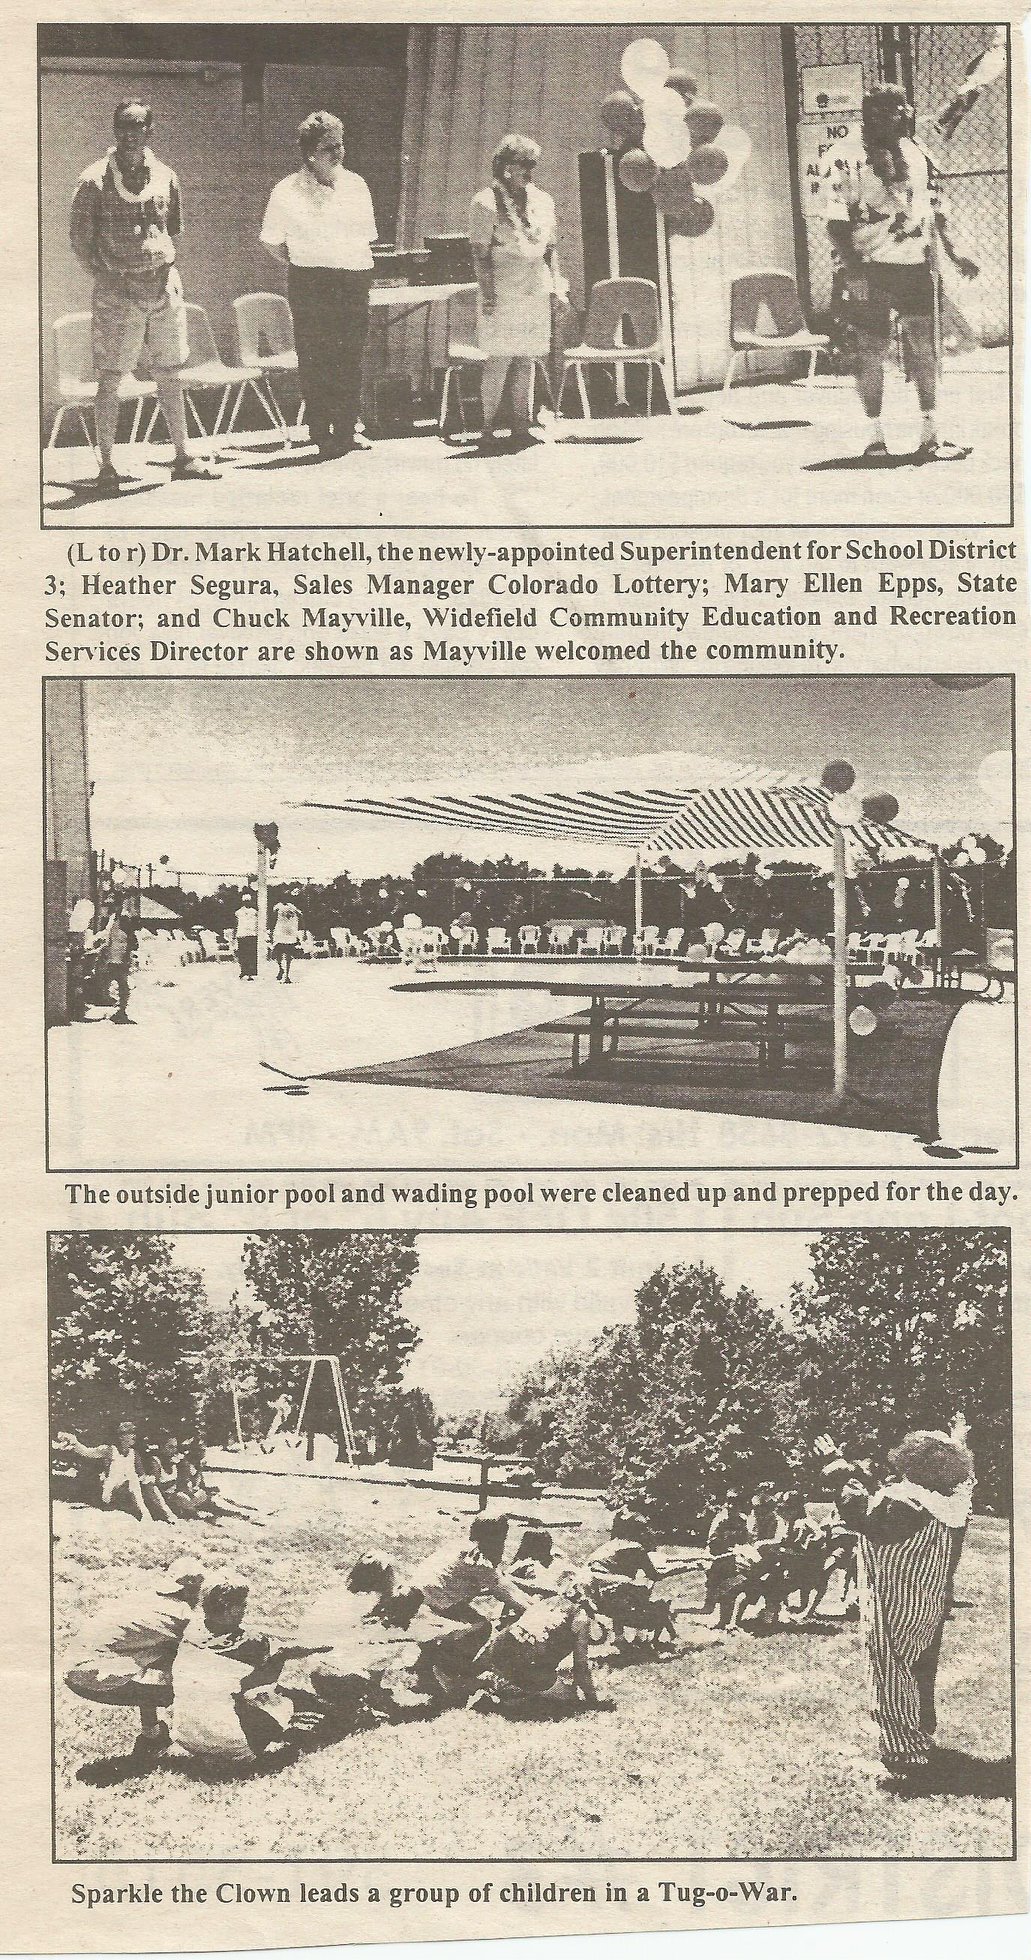 NO
(L to r) Dr. Mark Hatchell, the newly-appointed Superintendent for School District
3; Heather Segura, Sales Manager Colorado Lottery; Mary Ellen Epps, State
Senator; and Chuck Mayville, Widefield Community Education and Recreation
Services Director are shown as Mayville welcomed the community.
The outside junior pool and wading pool were cleaned up and prepped for the day.
Sparkle the Clown leads a group of children in a Tug-o-War.